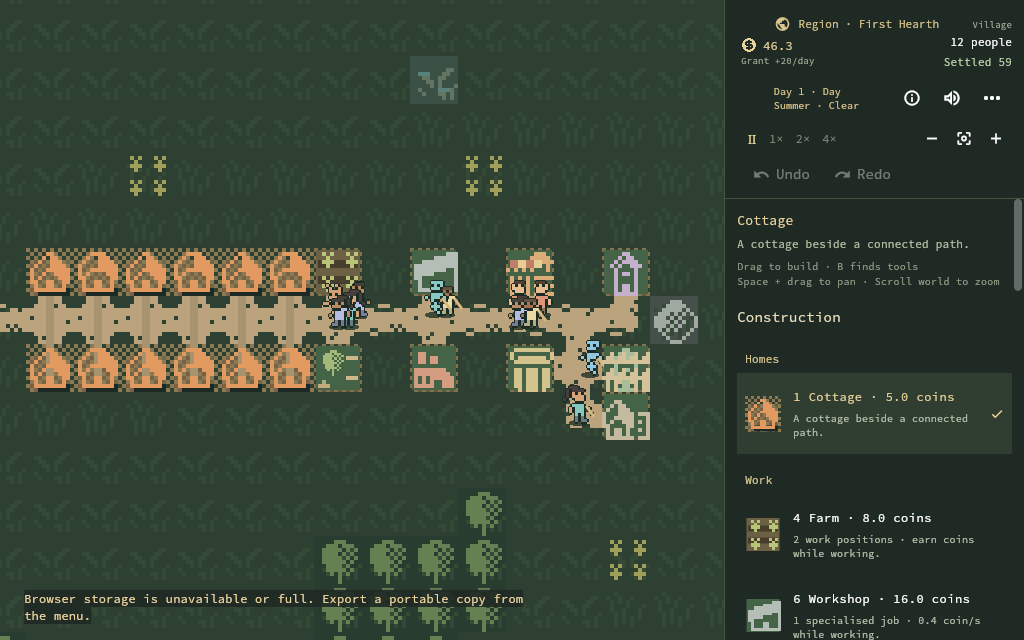 Region · First Hearth
Village
46.3
12 people
Grant +20/day
Settled 59
Day 1 · Day
Summer · Clear
1× 2× 4×
Undo Redo
Cottage
A cottage beside a connected path.
Drag to build · B finds tools
Space + drag to pan · Scroll world to zoom
Construction
Homes
1 Cottage · 5.0 coins
A cottage beside a connected
path.
Work
4 Farm · 8.0 coins
2 work positions · earn coins
while working.
6 Workshop · 16.0 coins
1 specialised job · 0.4 coin/s
while working.
Browser storage is unavailable or full. Export a portable copy from
the menu.